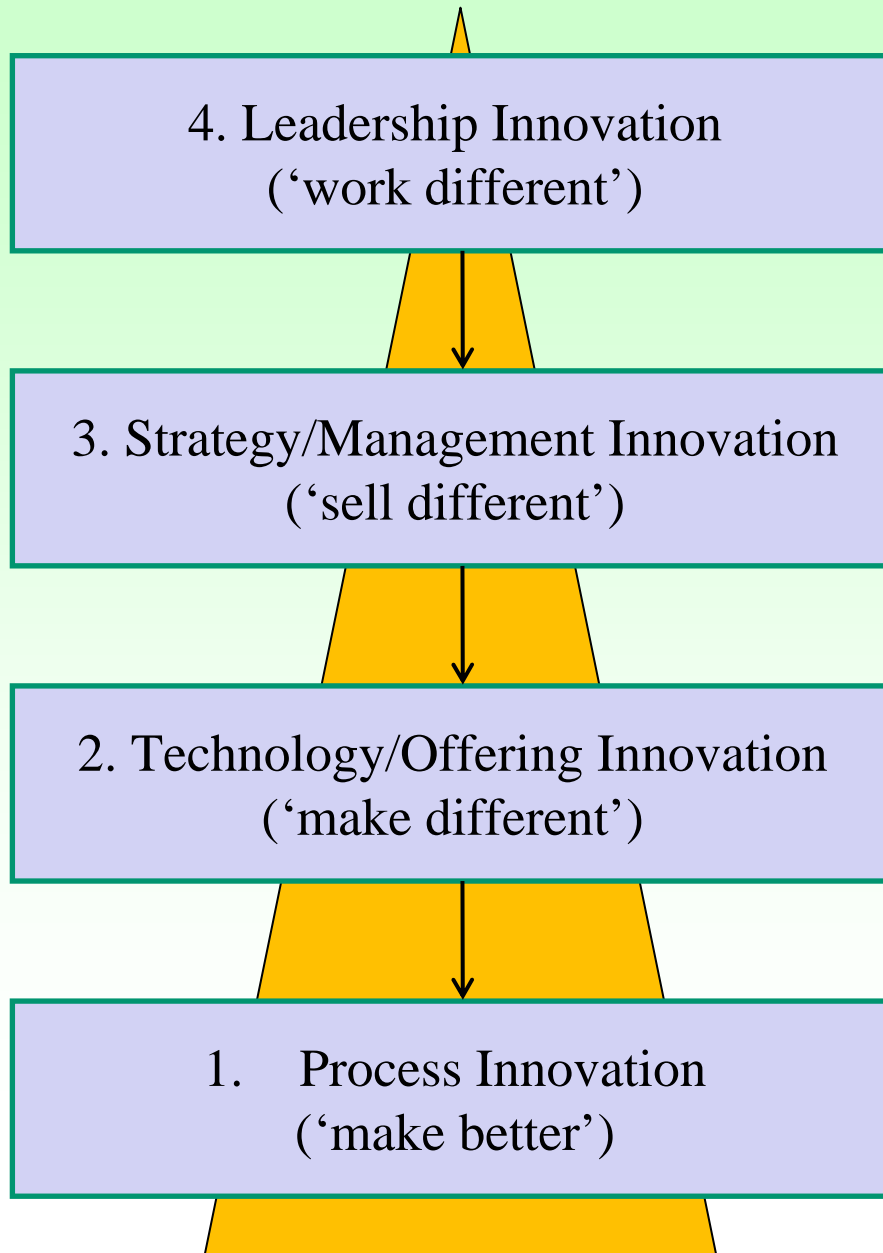 4. Leadership Innovation
(‘work different’)
3. Strategy/Management Innovation
(‘sell different’)
2. Technology/Offering Innovation
(‘make different’)
1. Process Innovation
(‘make better’)